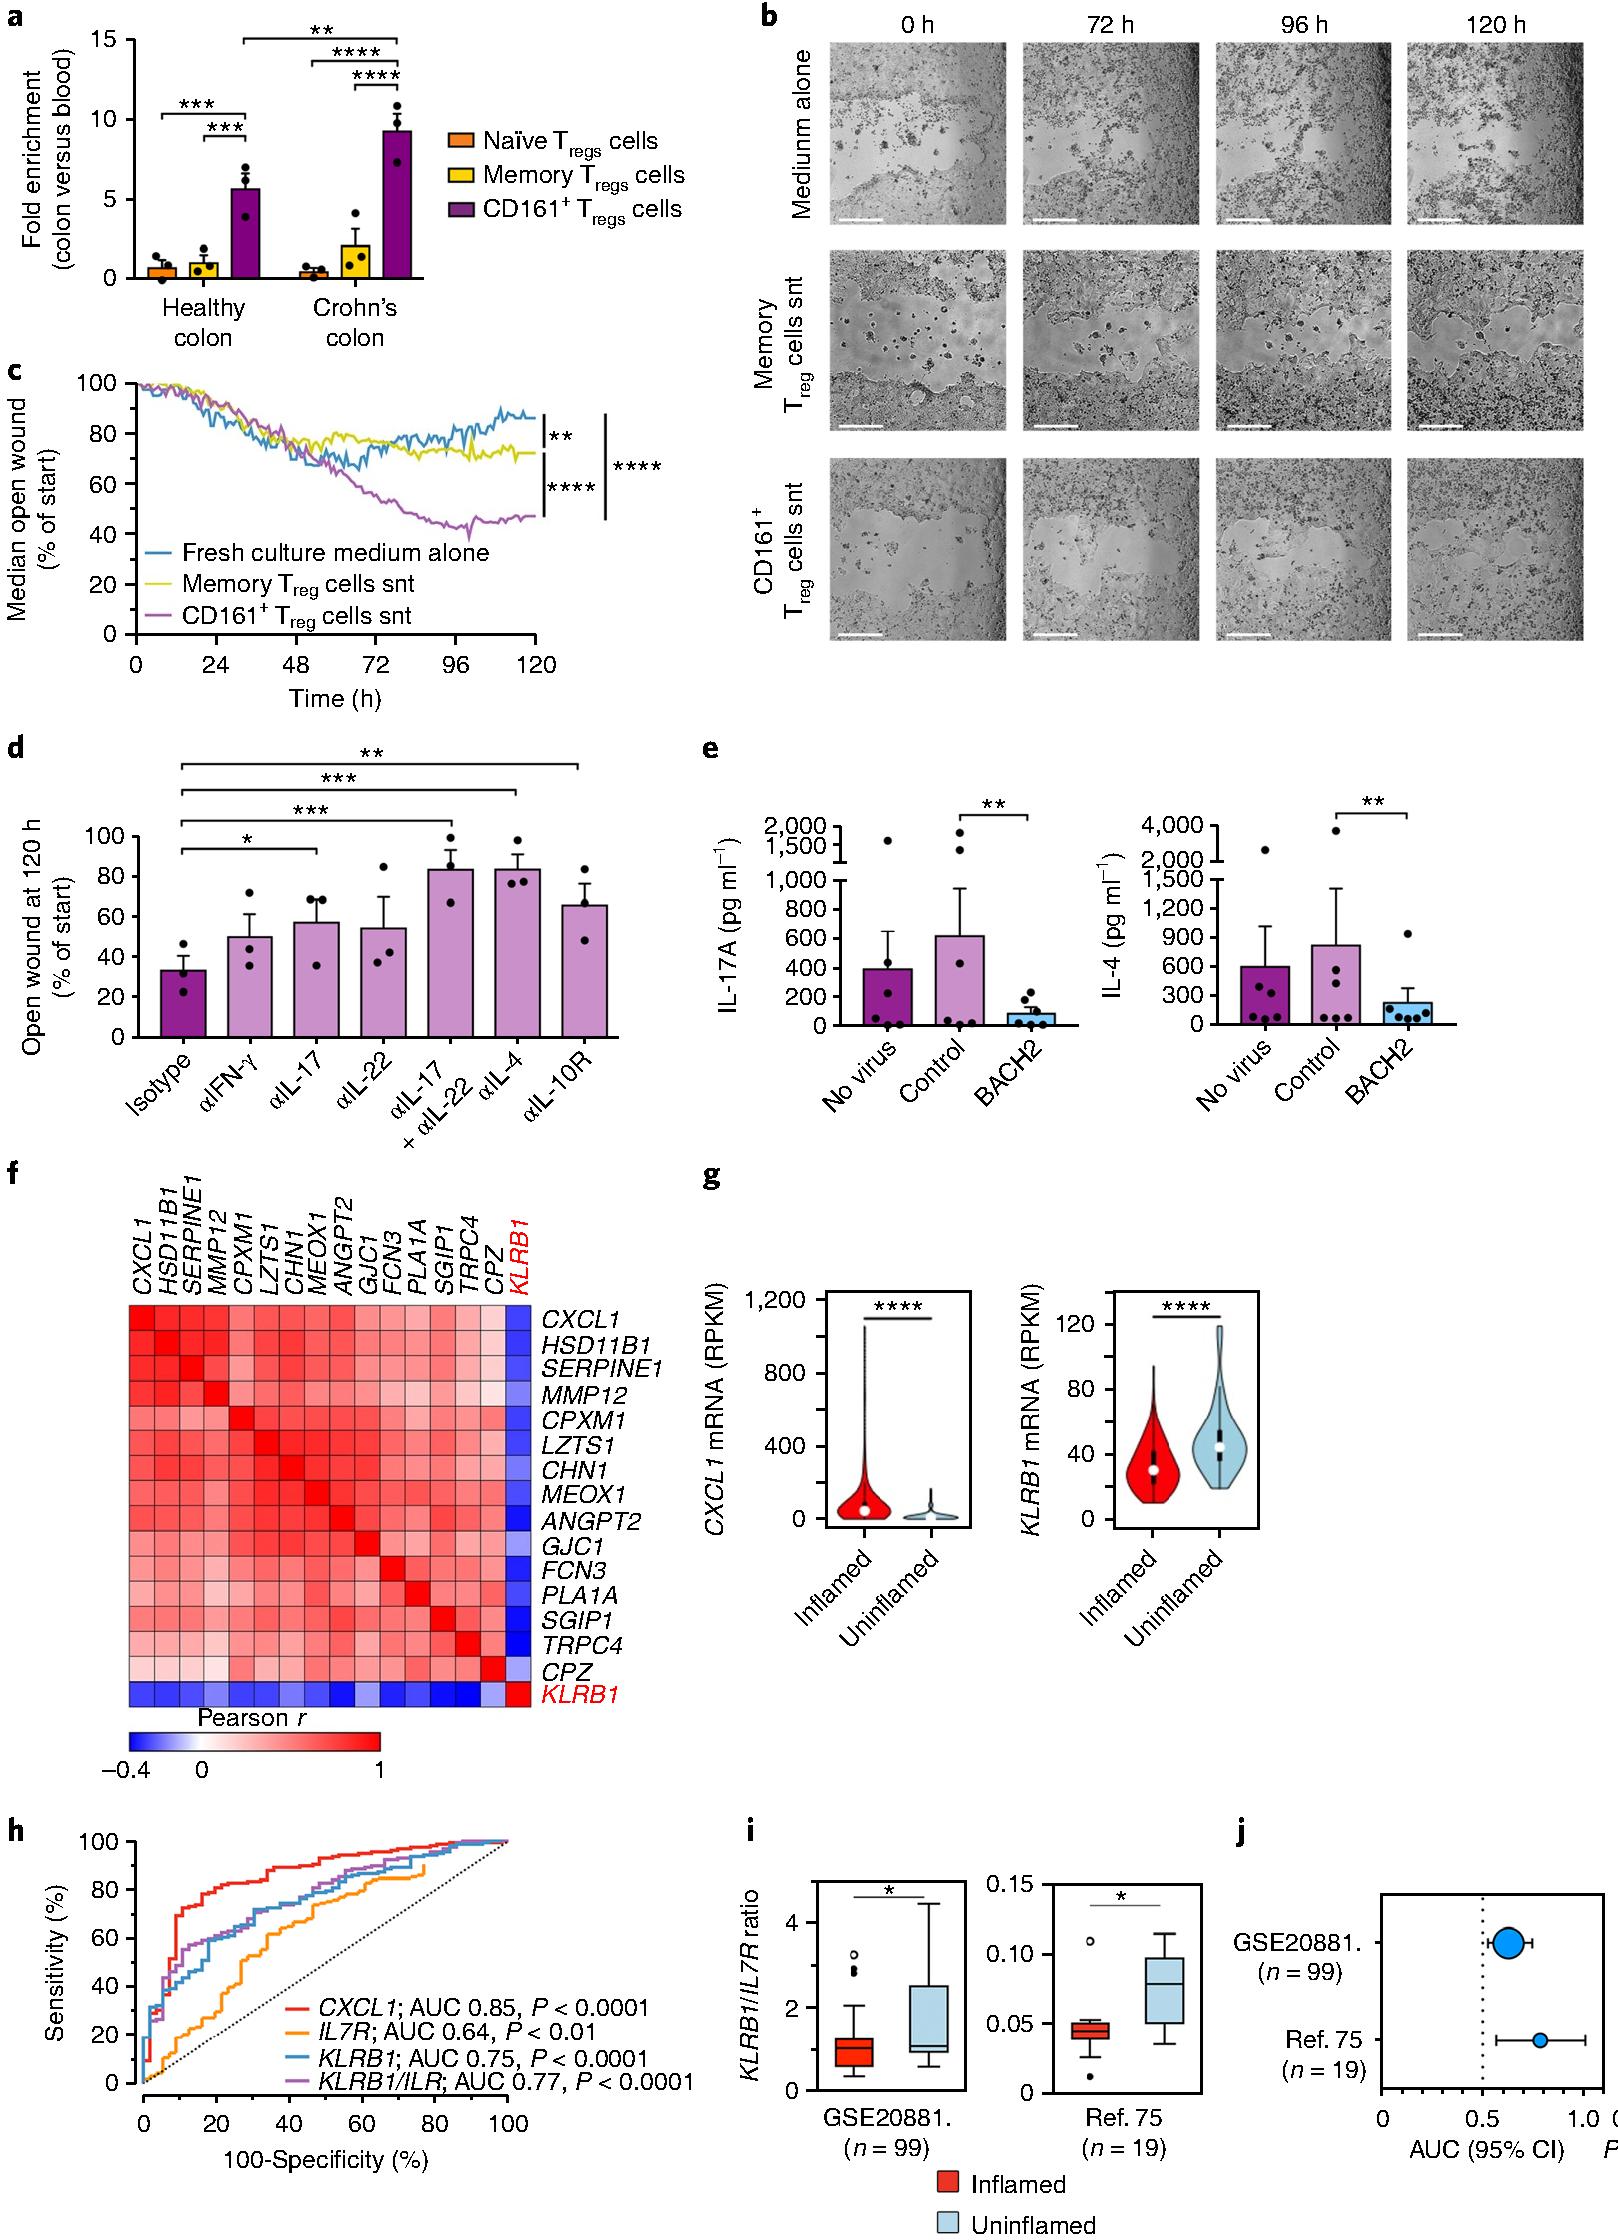 a
15
10
5
0
Fold enrichment
(colon versus blood)
***
***
**
****
****
Healthy
colon
Crohn's
colon
Naïve Tregs cells
Memory Tregs cells
CD161+ Tregs cells
b
0 h
72 h
96 h
120 h
Mediunm alone
Memory
Treg cells snt
CD161+
Treg cells snt
c
100
80
60
40
20
0
Median open wound
(% of start)
Fresh culture medium alone
Memory Treg cells snt
CD161+ Treg cells snt
**
****
****
0
24
48
72
96
120
Time (h)
d
**
***
***
*
100
80
60
40
20
0
Open wound at 120 h
(% of start)
Isotype
αIFN-γ
αIL-17
αIL-22
αIL-17
+ αIL-22
αIL-4
αIL-10R
e
**
2,000
1,500
1,000
800
600
400
200
0
IL-17A (pg ml−1)
No virus
Control
BACH2
**
4,000
2,000
1,500
1,200
900
600
300
0
IL-4 (pg ml−1)
No virus
Control
BACH2
f
CXCL1
HSD11B1
SERPINE1
MMP12
CPXM1
LZTS1
CHN1
MEOX1
ANGPT2
GJC1
FCN3
PLA1A
SGIP1
TRPC4
CPZ
KLRB1
CXCL1
HSD11B1
SERPINE1
MMP12
CPXM1
LZTS1
CHN1
MEOX1
ANGPT2
GJC1
FCN3
PLA1A
SGIP1
TRPC4
CPZ
KLRB1
Pearson r
−0.4
0
1
g
1,200
800
400
0
CXCL1 mRNA (RPKM)
****
Inflamed
Uninflamed
120
80
40
0
KLRB1 mRNA (RPKM)
****
Inflamed
Uninflamed
h
100
80
60
40
20
0
Sensitivity (%)
CXCL1; AUC 0.85, P < 0.0001
IL7R; AUC 0.64, P < 0.01
KLRB1; AUC 0.75, P < 0.0001
KLRB1/ILR; AUC 0.77, P < 0.0001
0
20
40
60
80
100
100-Specificity (%)
i
4
2
0
KLRB1/IL7R ratio
*
GSE20881.
(n = 99)
0.15
0.10
0.05
0
*
Ref. 75
(n = 19)
Inflamed
Uninflamed
j
GSE20881.
(n = 99)
Ref. 75
(n = 19)
0
0.5
1.0
AUC (95% CI)
P